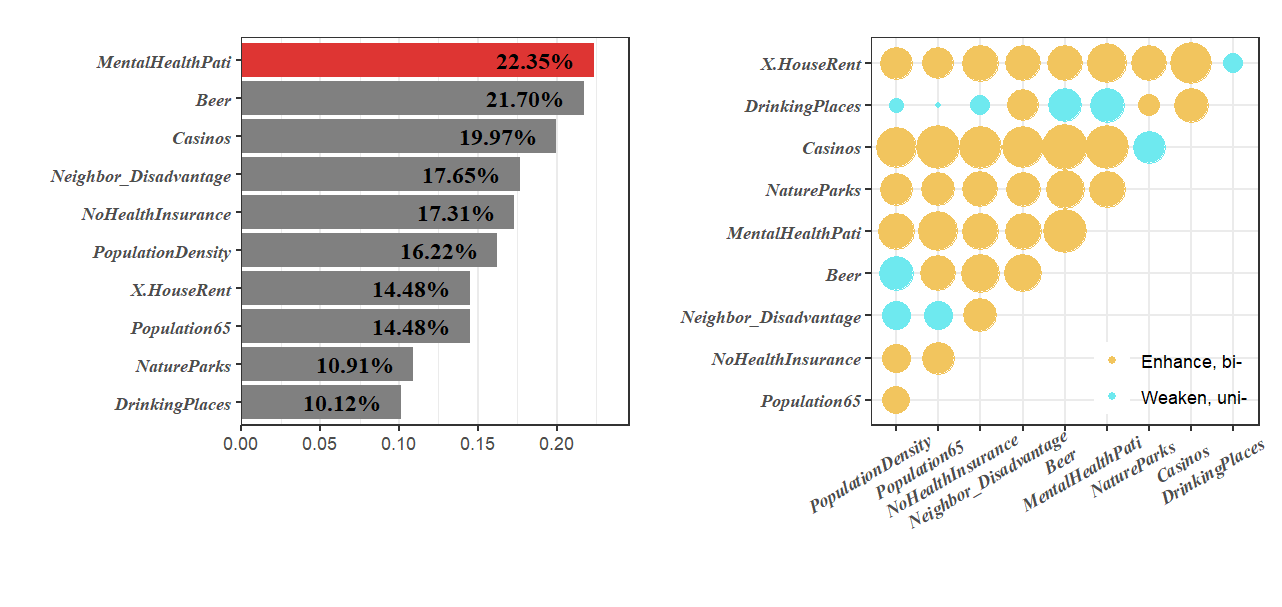 MentalHealthPati
22.35%
Beer
21.70%
Casinos
19.97%
Neighbor_Disadvantage
17.65%
NoHealthInsurance
17.31%
PopulationDensity
16.22%
X.HouseRent
14.48%
Population65
14.48%
NatureParks
10.91%
DrinkingPlaces
10.12%
0.00
0.05
0.10
0.15
0.20
X.HouseRent
DrinkingPlaces
Casinos
NatureParks
MentalHealthPati
Beer
Neighbor_Disadvantage
NoHealthInsurance
Population65
Enhance, bi-
Weaken, uni-
PopulationDensity
Population65
NoHealthInsurance
Neighbor_Disadvantage
Beer
MentalHealthPati
NatureParks
Casinos
DrinkingPlaces